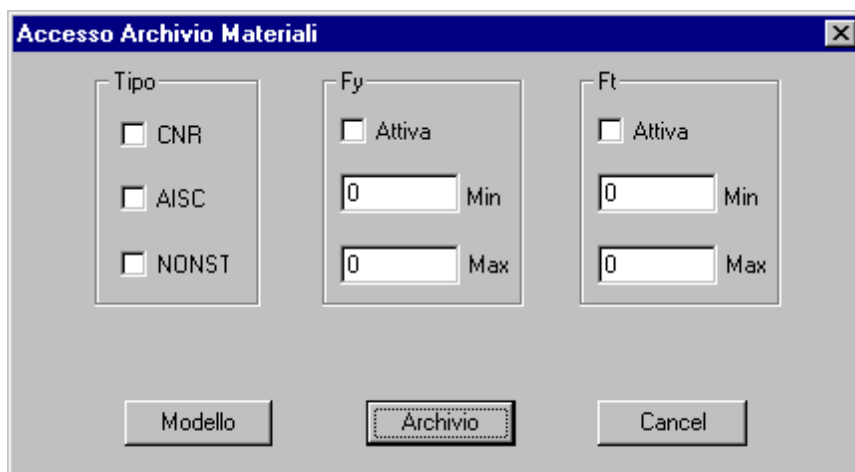 Accesso Archivio Materiali
Tipo
CNR
AISC
NONST
Fy
Attiva
0 Min
0 Max
Ft
Attiva
0 Min
0 Max
Modello
Archivio
Cancel